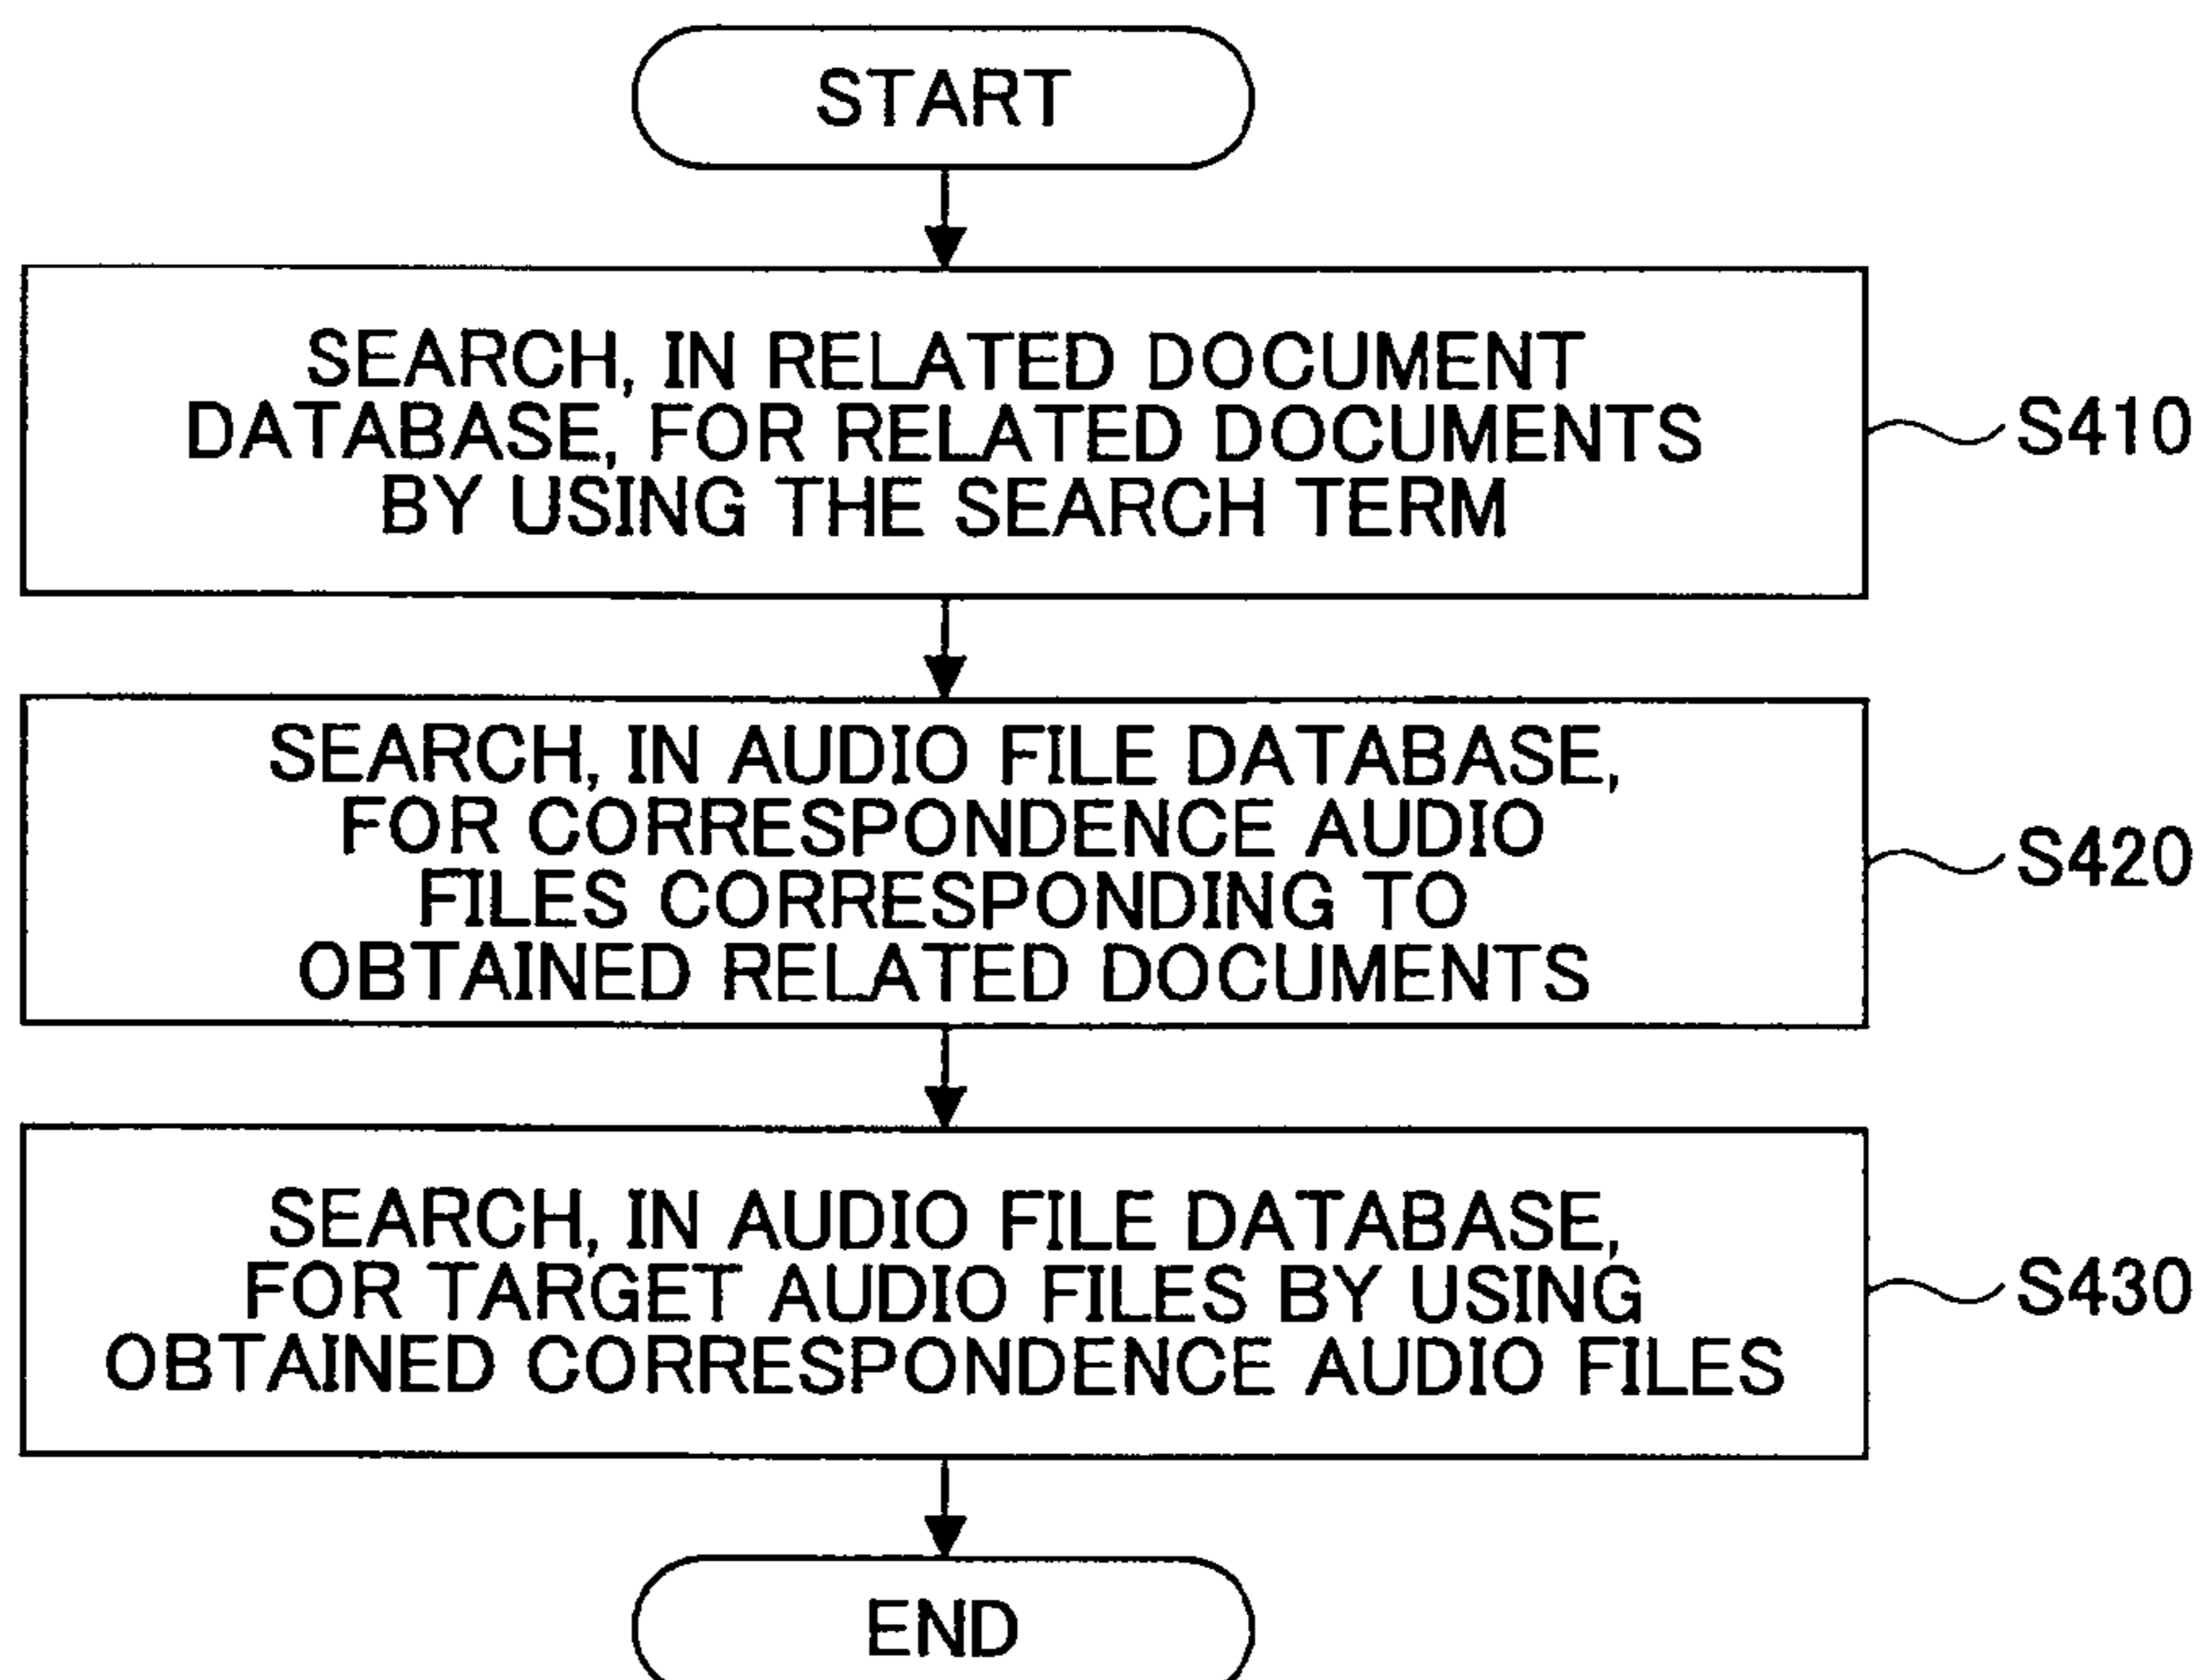 START
SEARCH, IN RELATED DOCUMENT
DATABASE, FOR RELATED DOCUMENTS
BY USING THE SEARCH TERM
S410
SEARCH, IN AUDIO FILE DATABASE,
FOR CORRESPONDENCE AUDIO
FILES CORRESPONDING TO
OBTAINED RELATED DOCUMENTS
S420
SEARCH, IN AUDIO FILE DATABASE,
FOR TARGET AUDIO FILES BY USING
OBTAINED CORRESPONDENCE AUDIO FILES
S430
END